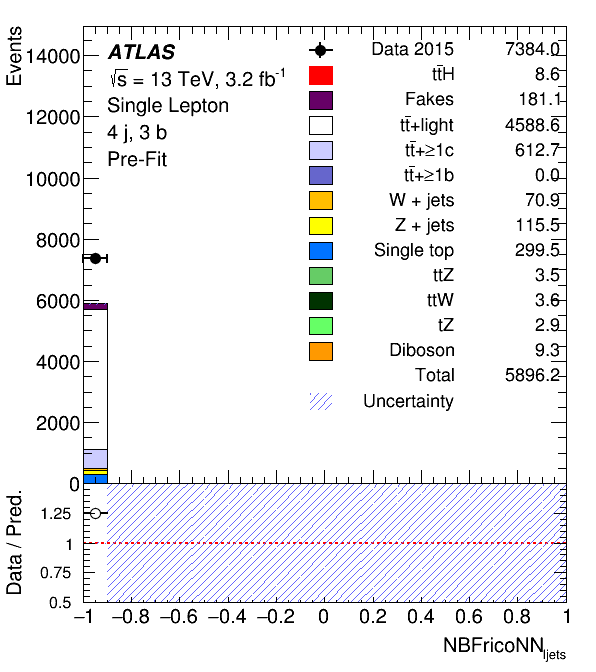 Events
14000
12000
10000
8000
6000
4000
2000
0
ATLAS
√s = 13 TeV, 3.2 fb⁻¹
Single Lepton
4 j, 3 b
Pre-Fit
Data 2015 7384.0
tt̄H 8.6
Fakes 181.1
tt̄+light 4588.6
tt̄+≥1c 612.7
tt̄+≥1b 0.0
W + jets 70.9
Z + jets 115.5
Single top 299.5
ttZ 3.5
ttW 3.6
tZ 2.9
Diboson 9.3
Total 5896.2
Uncertainty
Data / Pred.
1.25
1
0.75
0.5
−1 −0.8 −0.6 −0.4 −0.2 0 0.2 0.4 0.6 0.8 1
NBFricoNN_ljets